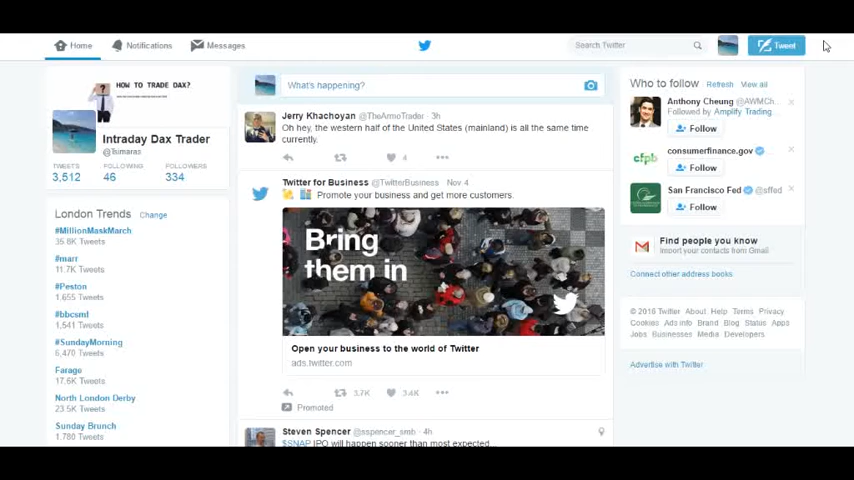 Home
Notifications
Messages
Search Twitter
Tweet
HOW TO TRADE DAX?
Intraday Dax Trader
@Tsimaras
TWEETS FOLLOWING FOLLOWERS
3,512 46 334
London Trends Change
#MillionMaskMarch
35.8K Tweets
#marr
11.7K Tweets
#Peston
1,655 Tweets
#bbcsml
1,541 Tweets
#SundayMorning
6,470 Tweets
Farage
17.6K Tweets
North London Derby
23.5K Tweets
Sunday Brunch
1,780 Tweets
What's happening?
Jerry Khachoyan @TheArmoTrader · 3h
Oh hey, the western half of the United States (mainland) is all the same time
currently.
4
Twitter for Business @TwitterBusiness Nov 4
Promote your business and get more customers.
Bring
them in
Open your business to the world of Twitter
ads.twitter.com
3.7K 3.4K
Promoted
Steven Spencer @sspencer_smb · 4h
$SNAP IPO will happen sooner than most expected...
Who to follow Refresh View all
Anthony Cheung @AWMCh...
Followed by Amplify Trading...
Follow
cfpb
consumerfinance.gov
Follow
San Francisco Fed @sffed
Follow
Find people you know
Import your contacts from Gmail
Connect other address books
© 2016 Twitter About Help Terms Privacy
Cookies Ads info Brand Blog Status Apps
Jobs Businesses Media Developers
Advertise with Twitter